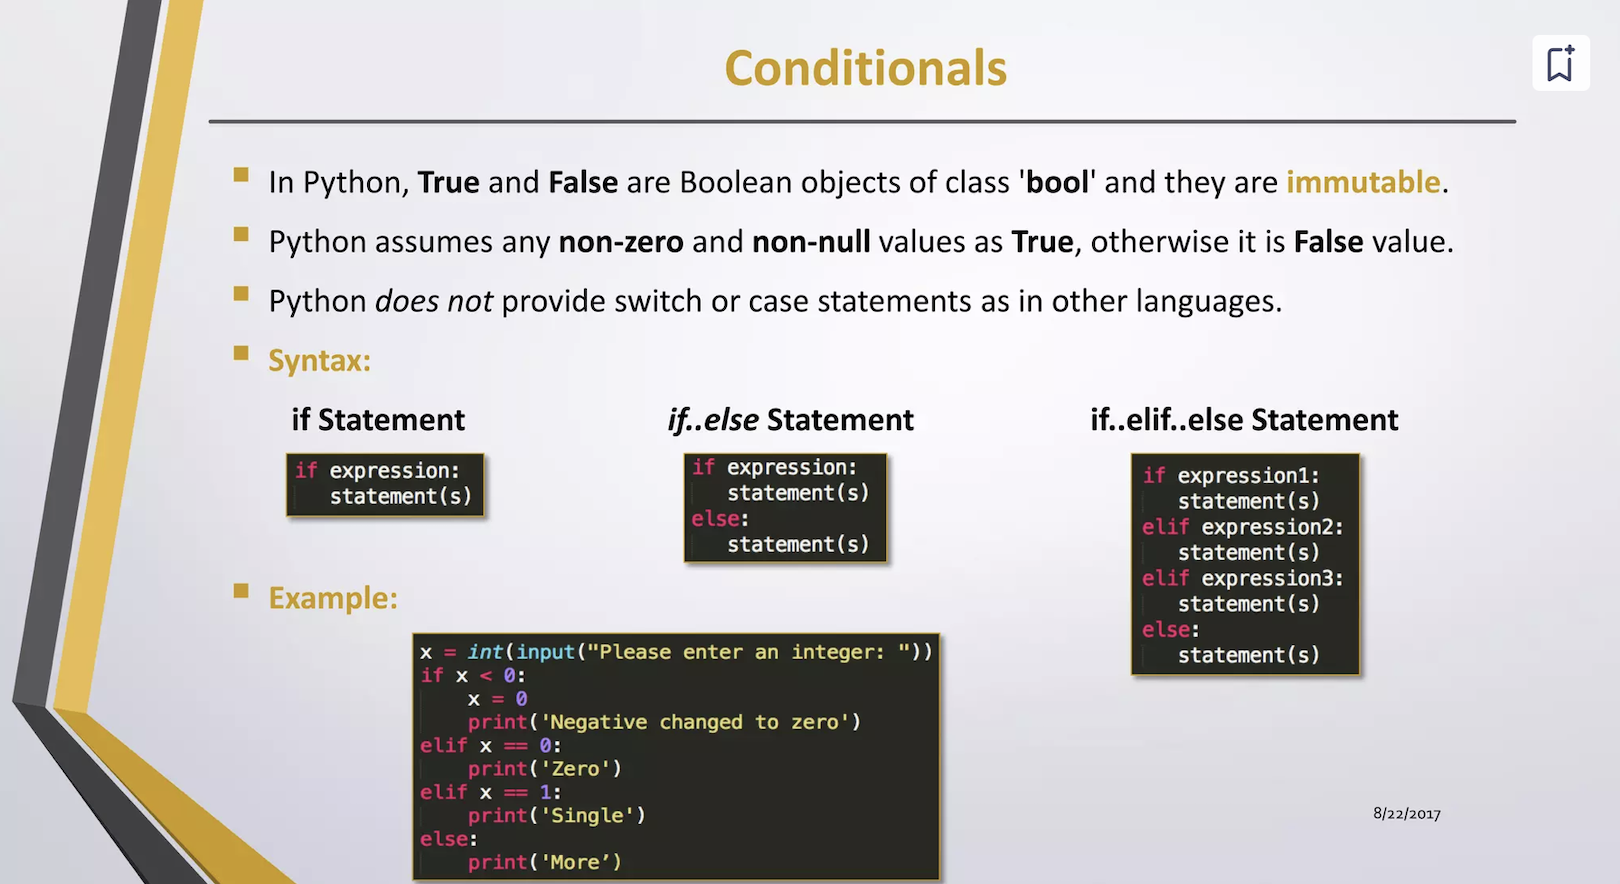 Conditionals
In Python, True and False are Boolean objects of class 'bool' and they are immutable.
Python assumes any non-zero and non-null values as True, otherwise it is False value.
Python does not provide switch or case statements as in other languages.
Syntax:
if Statement
if expression:
    statement(s)
if..else Statement
if expression:
    statement(s)
else:
    statement(s)
if..elif..else Statement
if expression1:
    statement(s)
elif expression2:
    statement(s)
elif expression3:
    statement(s)
else:
    statement(s)
Example:
x = int(input("Please enter an integer: "))
if x < 0:
    x = 0
    print('Negative changed to zero')
elif x == 0:
    print('Zero')
elif x == 1:
    print('Single')
else:
    print('More’)
8/22/2017